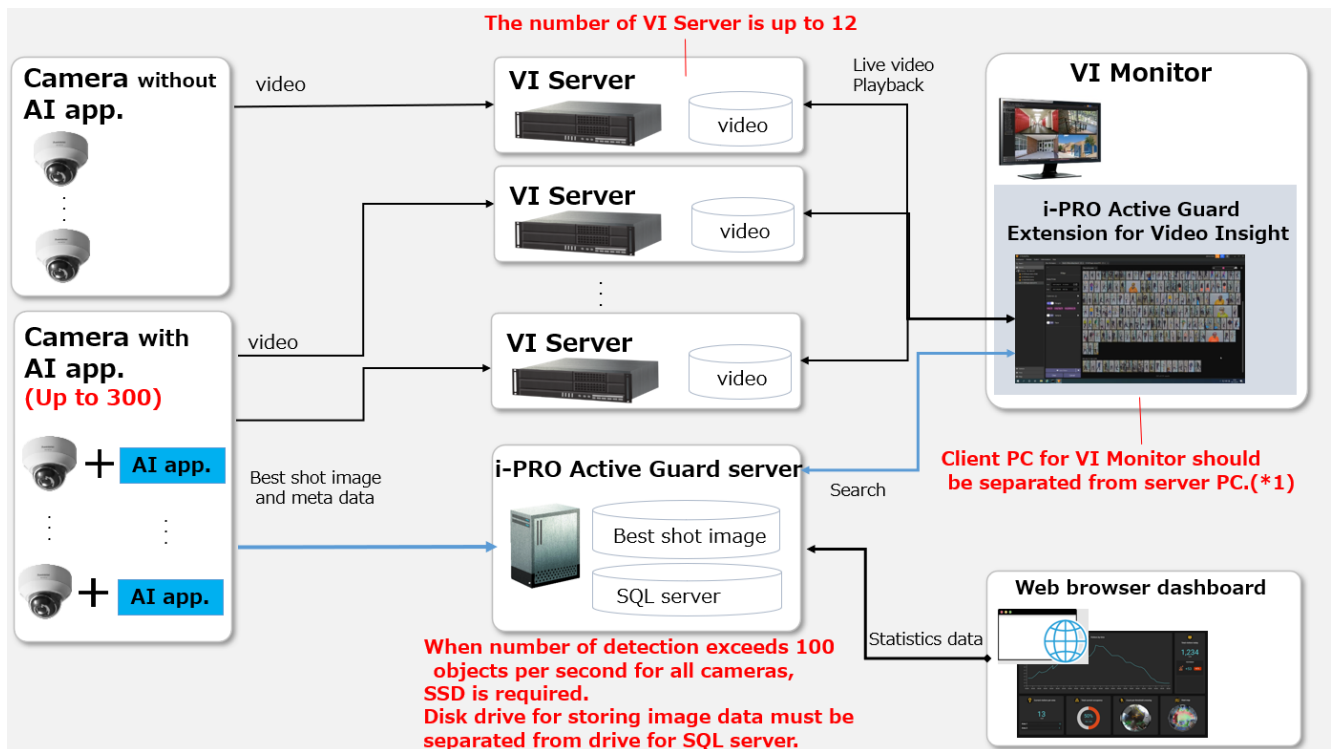 The number of VI Server is up to 12
Camera without
AI app.
video
VI Server
video
Live video
Playback
VI Monitor
VI Server
video
i-PRO Active Guard
Extension for Video Insight
⋮
Camera with
AI app.
(Up to 300)
video
VI Server
video
+ AI app.
Best shot image
and meta data
i-PRO Active Guard server
Search
Client PC for VI Monitor should
be separated from server PC.(*1)
Best shot image
SQL server
+ AI app.
Web browser dashboard
Statistics data
1,234
13
When number of detection exceeds 100
objects per second for all cameras,
SSD is required.
Disk drive for storing image data must be
separated from drive for SQL server.